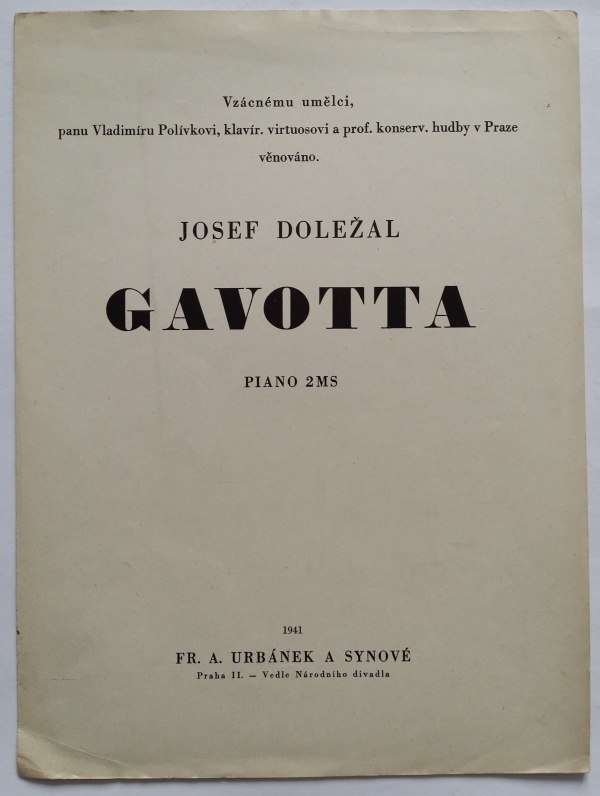 Vzácnému umělci,
panu Vladimíru Polívkovi, klavír. virtuosovi a prof. konserv. hudby v Praze
věnováno.
JOSEF DOLEŽAL
GAVOTTA
PIANO 2MS
1941
FR. A. URBÁNEK A SYNOVÉ
Praha II. — Vedle Národního divadla